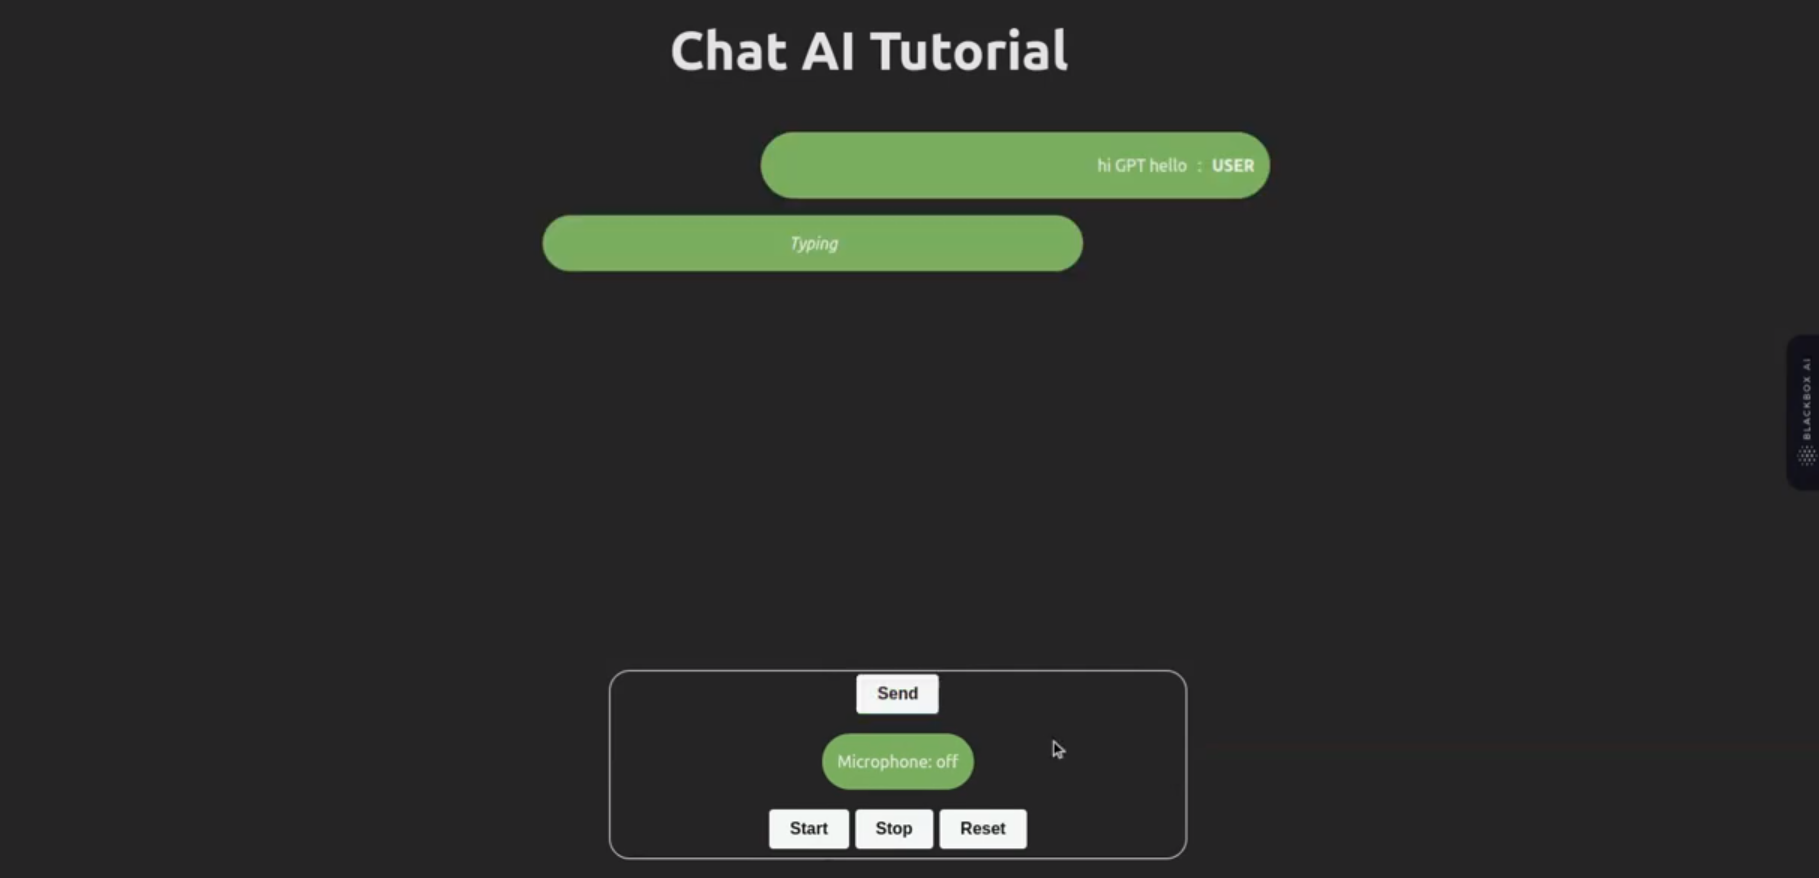 Chat AI Tutorial
hi GPT hello : USER
Typing
BLACKBOX AI
Send
Microphone: off
Start Stop Reset